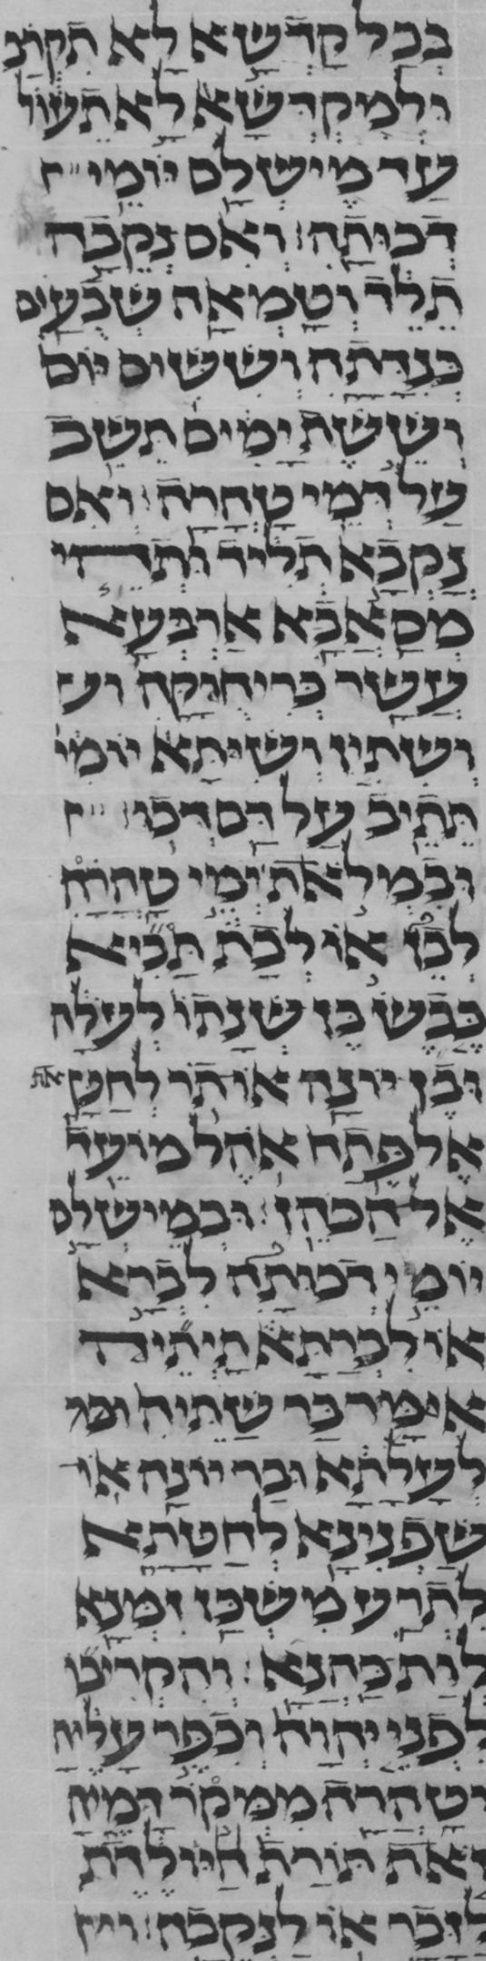 בכל קדשא לא תקרב
ולמקדשא לא תעול
עד מישלם יומי
דכותה׃ ואם נקבה
תלד וטמאה שבעים
כנדתה וששים יום
וששת ימים תשב
על דמי טהרה׃ ואם
נקבא תליד ותהי
מסאבא ארבעא
עשר כריחוקה ו
ושתין ושיתא יומי
תתיב על דם דכו
ובמלאת ימי טהרה
לבן או לבת תביא
כבש בן שנתו לעלה
ובן יונה או תר לחטאת
אל פתח אהל מועד
אל הכהן׃ ובמישלם
יומי דכותה לברא
או לברתא תיתי
אימר בר שתיה
לעלתא ובר יונה או
שפנינא לחטתא
לתרע משכן זמנא
לות כהנא׃ והקריבו
לפני יהוה וכפר עליה
וטהרה ממקר דמיה
זאת תורת היולדת
לזכר או לנקבה׃